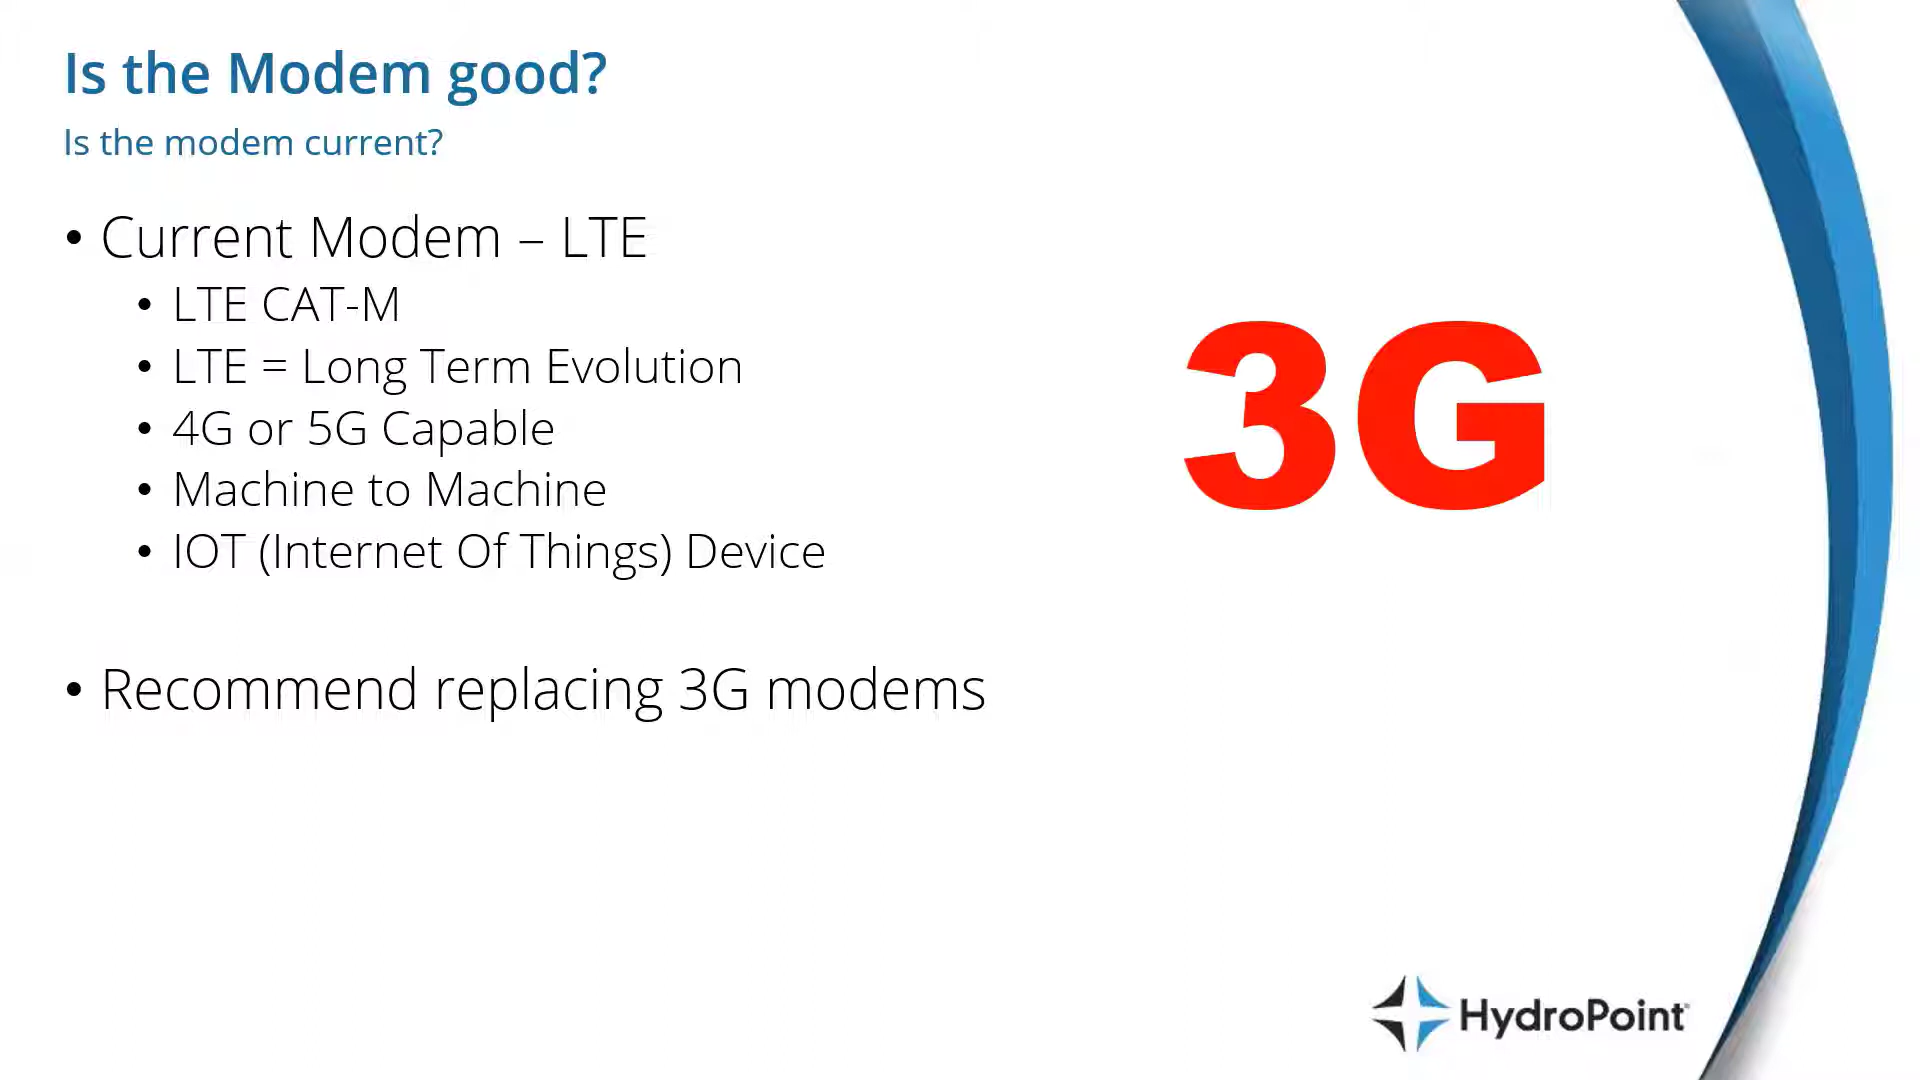 Is the Modem good?
Is the modem current?
• Current Modem – LTE
• LTE CAT-M
• LTE = Long Term Evolution
• 4G or 5G Capable
• Machine to Machine
• IOT (Internet Of Things) Device
• Recommend replacing 3G modems
3G
HydroPoint